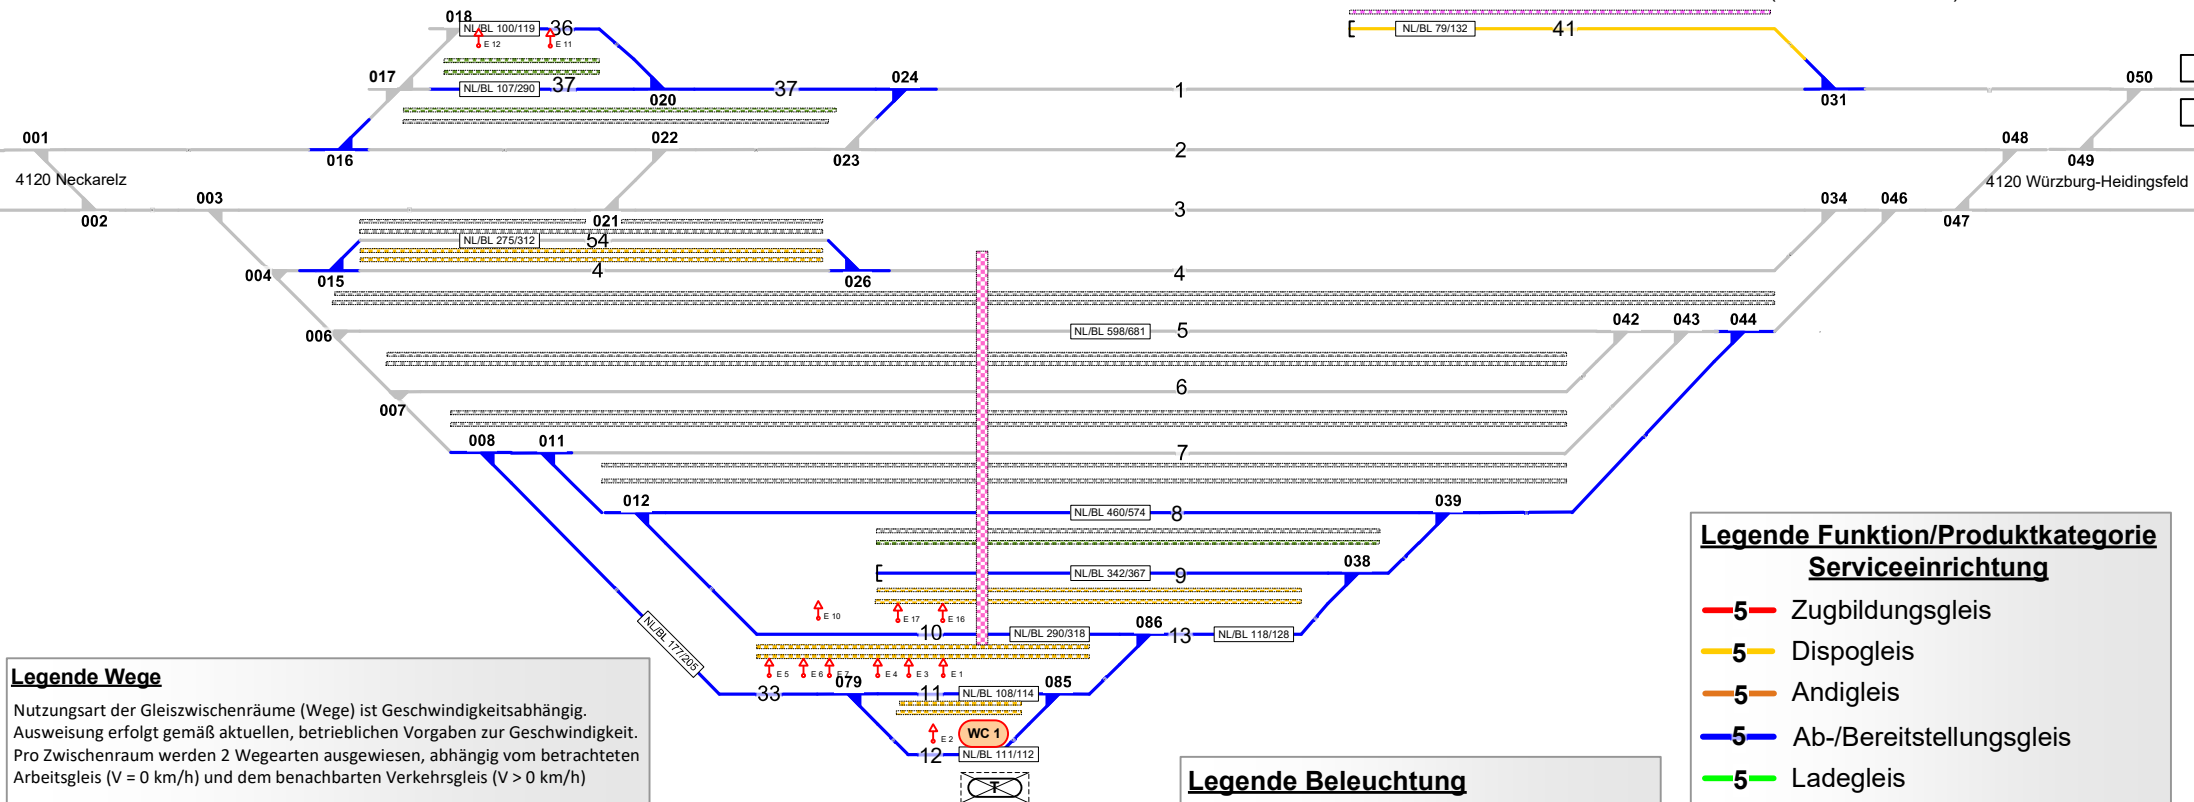 018
NL/BL 100/119
36
E 12
E 11
NL/BL 79/132
41
017
NL/BL 107/290
37
020
37
024
1
031
050
001
016
022
023
2
048
049
4120 Neckarelz
4120 Würzburg-Heidingsfeld
002
003
021
3
034
046
047
NL/BL 275/312
54
004
015
4
026
4
006
NL/BL 598/681
5
042
043
044
007
6
008
011
7
012
NL/BL 460/574
8
039
NL/BL 342/367
9
038
E 10
E 17
E 16
10
NL/BL 290/318
086
13
NL/BL 118/128
NL/BL 177/205
E 5
E 6
E 7
E 4
E 3
E 1
33
079
11
NL/BL 108/114
085
E 2
WC 1
12
NL/BL 111/112
T
Legende Wege
Nutzungsart der Gleiszwischenräume (Wege) ist Geschwindigkeitsabhängig.
Ausweisung erfolgt gemäß aktuellen, betrieblichen Vorgaben zur Geschwindigkeit.
Pro Zwischenraum werden 2 Wegearten ausgewiesen, abhängig vom betrachteten
Arbeitsgleis (V = 0 km/h) und dem benachbarten Verkehrsgleis (V > 0 km/h)
Legende Beleuchtung
Legende Funktion/Produktkategorie
Serviceeinrichtung
5 Zugbildungsgleis
5 Dispogleis
5 Andigleis
5 Ab-/Bereitstellungsgleis
5 Ladegleis